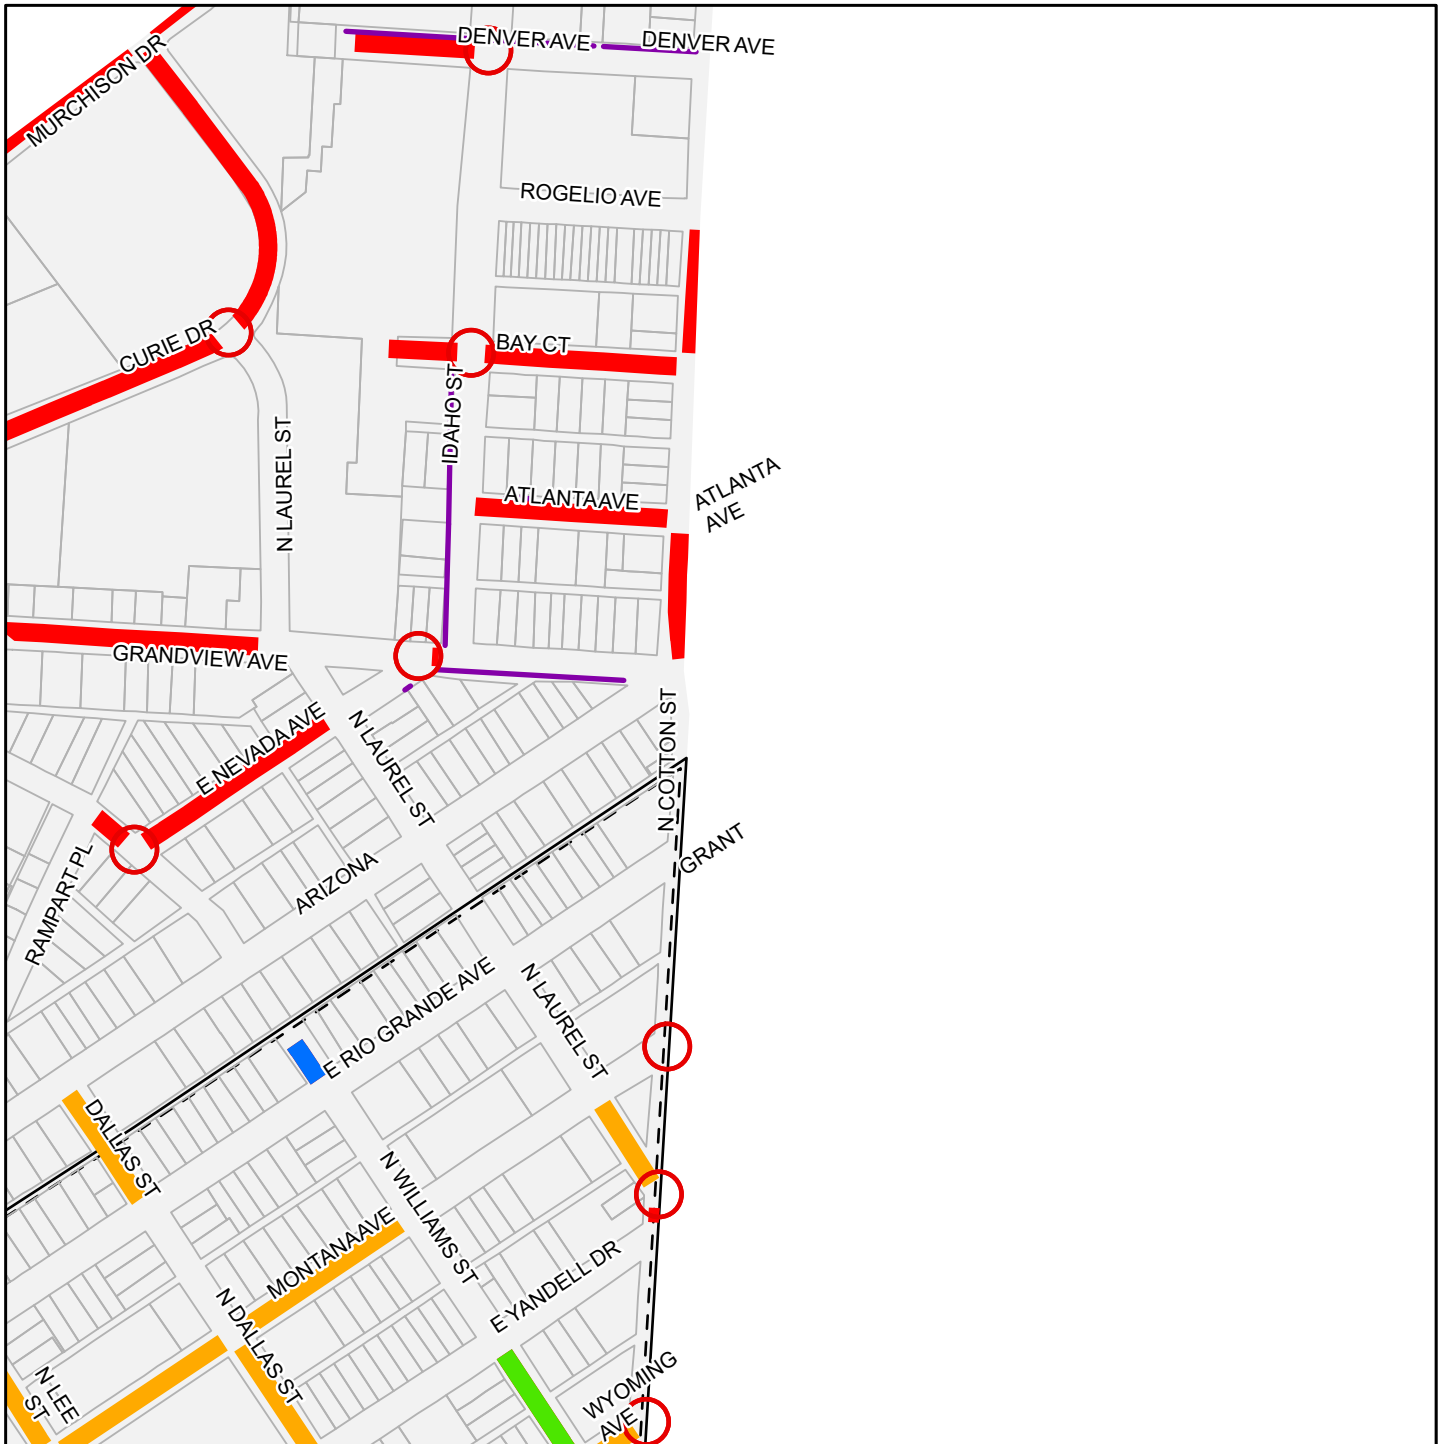 DENVER AVE
DENVER AVE
MURCHISON DR
ROGELIO AVE
CURIE DR
BAY CT
IDAHO ST
N LAUREL ST
ATLANTA AVE
ATLANTA
AVE
GRANDVIEW AVE
E NEVADA AVE
N LAUREL ST
N COTTON ST
GRANT
RAMPART PL
ARIZONA
E RIO GRANDE AVE
N LAUREL ST
DALLAS ST
N WILLIAMS ST
MONTANA AVE
E YANDELL DR
N DALLAS ST
WYOMING
AVE
N LEE
ST